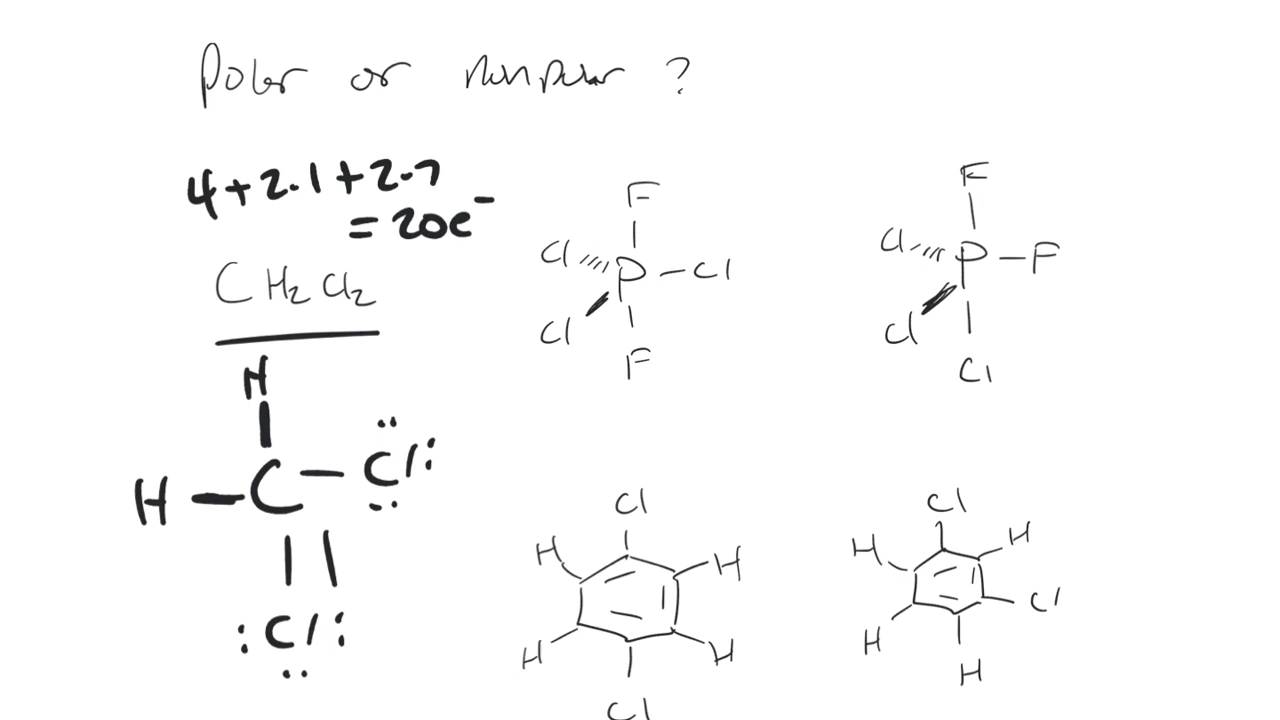 Polar or nonpolar ?
4+2·1+2·7
= 20e⁻
CH₂Cl₂
H
H – C – Cl:
:Cl:
F
Cl P – Cl
Cl
F
F
Cl P – F
Cl
Cl
Cl
H H
H H
Cl
Cl
H H
Cl
H
H